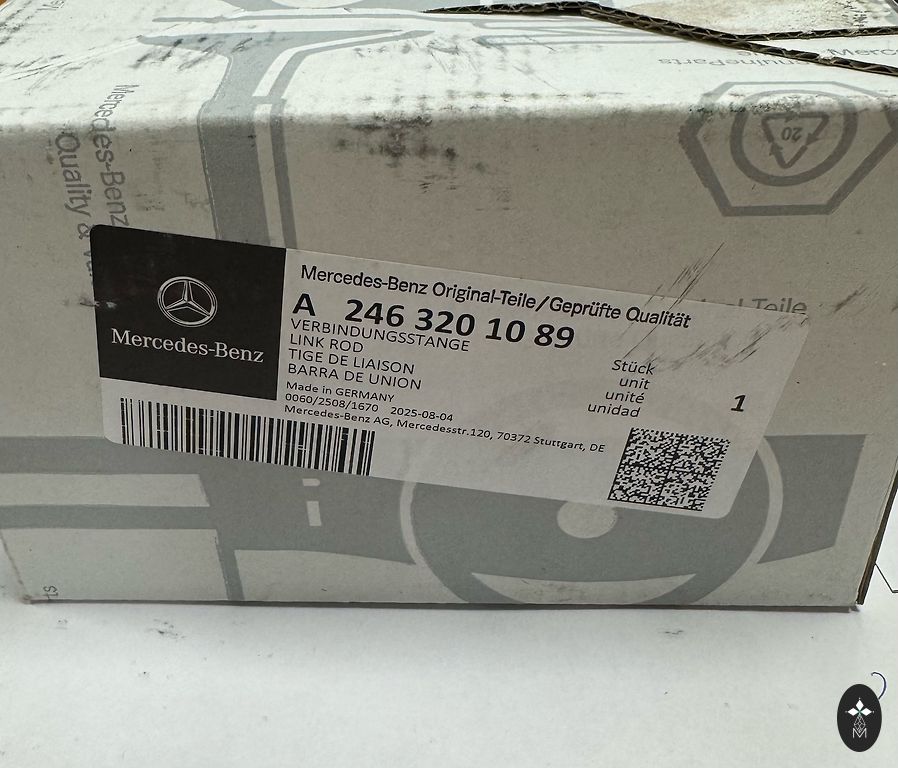 GenuineParts
Merc
20
Mercedes-Benz
Quality &
Teile
Mercedes-Benz
Mercedes-Benz Original-Teile/Geprüfte Qualität
A 246 320 10 89
VERBINDUNGSSTANGE
LINK ROD
TIGE DE LIAISON
BARRA DE UNION
Stück
unit
unité
unidad
1
Made in GERMANY
0060/2508/1670 2025-08-04
Mercedes-Benz AG, Mercedesstr.120, 70372 Stuttgart, DE
M